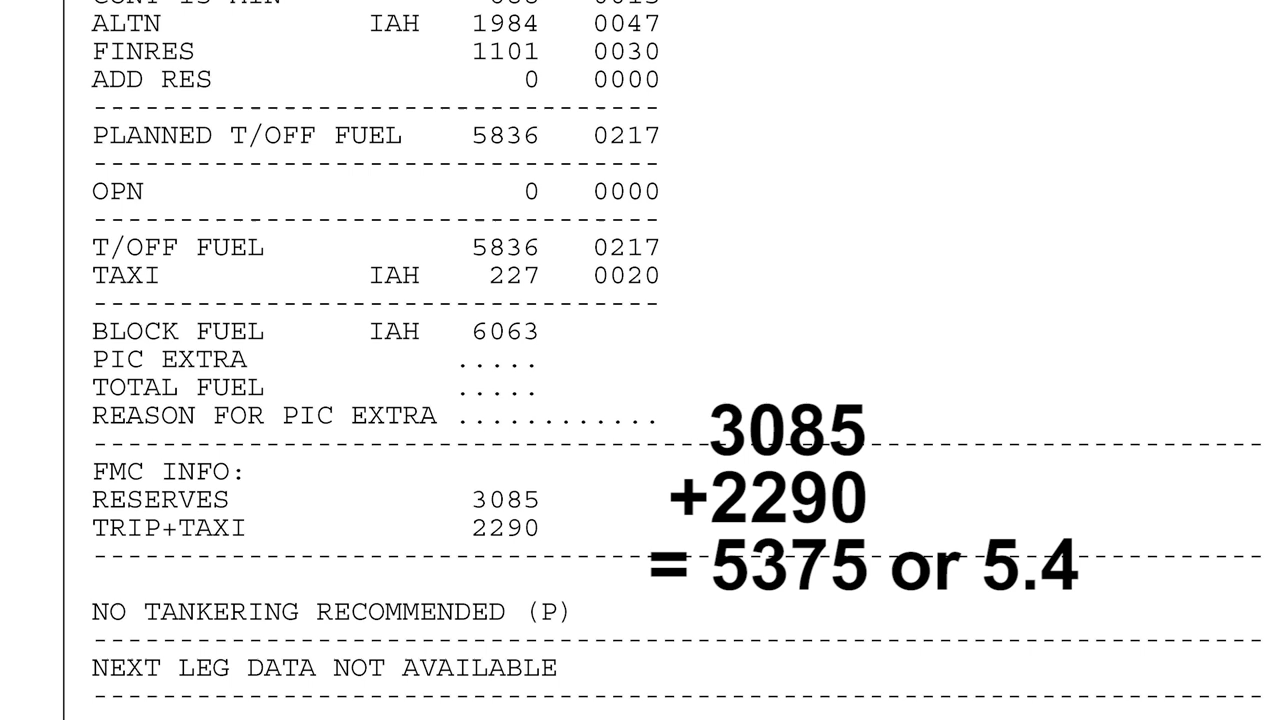 ALTN IAH 1984 0047
FINRES 1101 0030
ADD RES 0 0000
---------------------------------
PLANNED T/OFF FUEL 5836 0217
---------------------------------
OPN 0 0000
---------------------------------
T/OFF FUEL 5836 0217
TAXI IAH 227 0020
---------------------------------
BLOCK FUEL IAH 6063
PIC EXTRA .....
TOTAL FUEL .....
REASON FOR PIC EXTRA ............
3085
FMC INFO:
RESERVES 3085
+2290
TRIP+TAXI 2290
= 5375 or 5.4
NO TANKERING RECOMMENDED (P)
--------------------------------------------------------------------
NEXT LEG DATA NOT AVAILABLE
--------------------------------------------------------------------